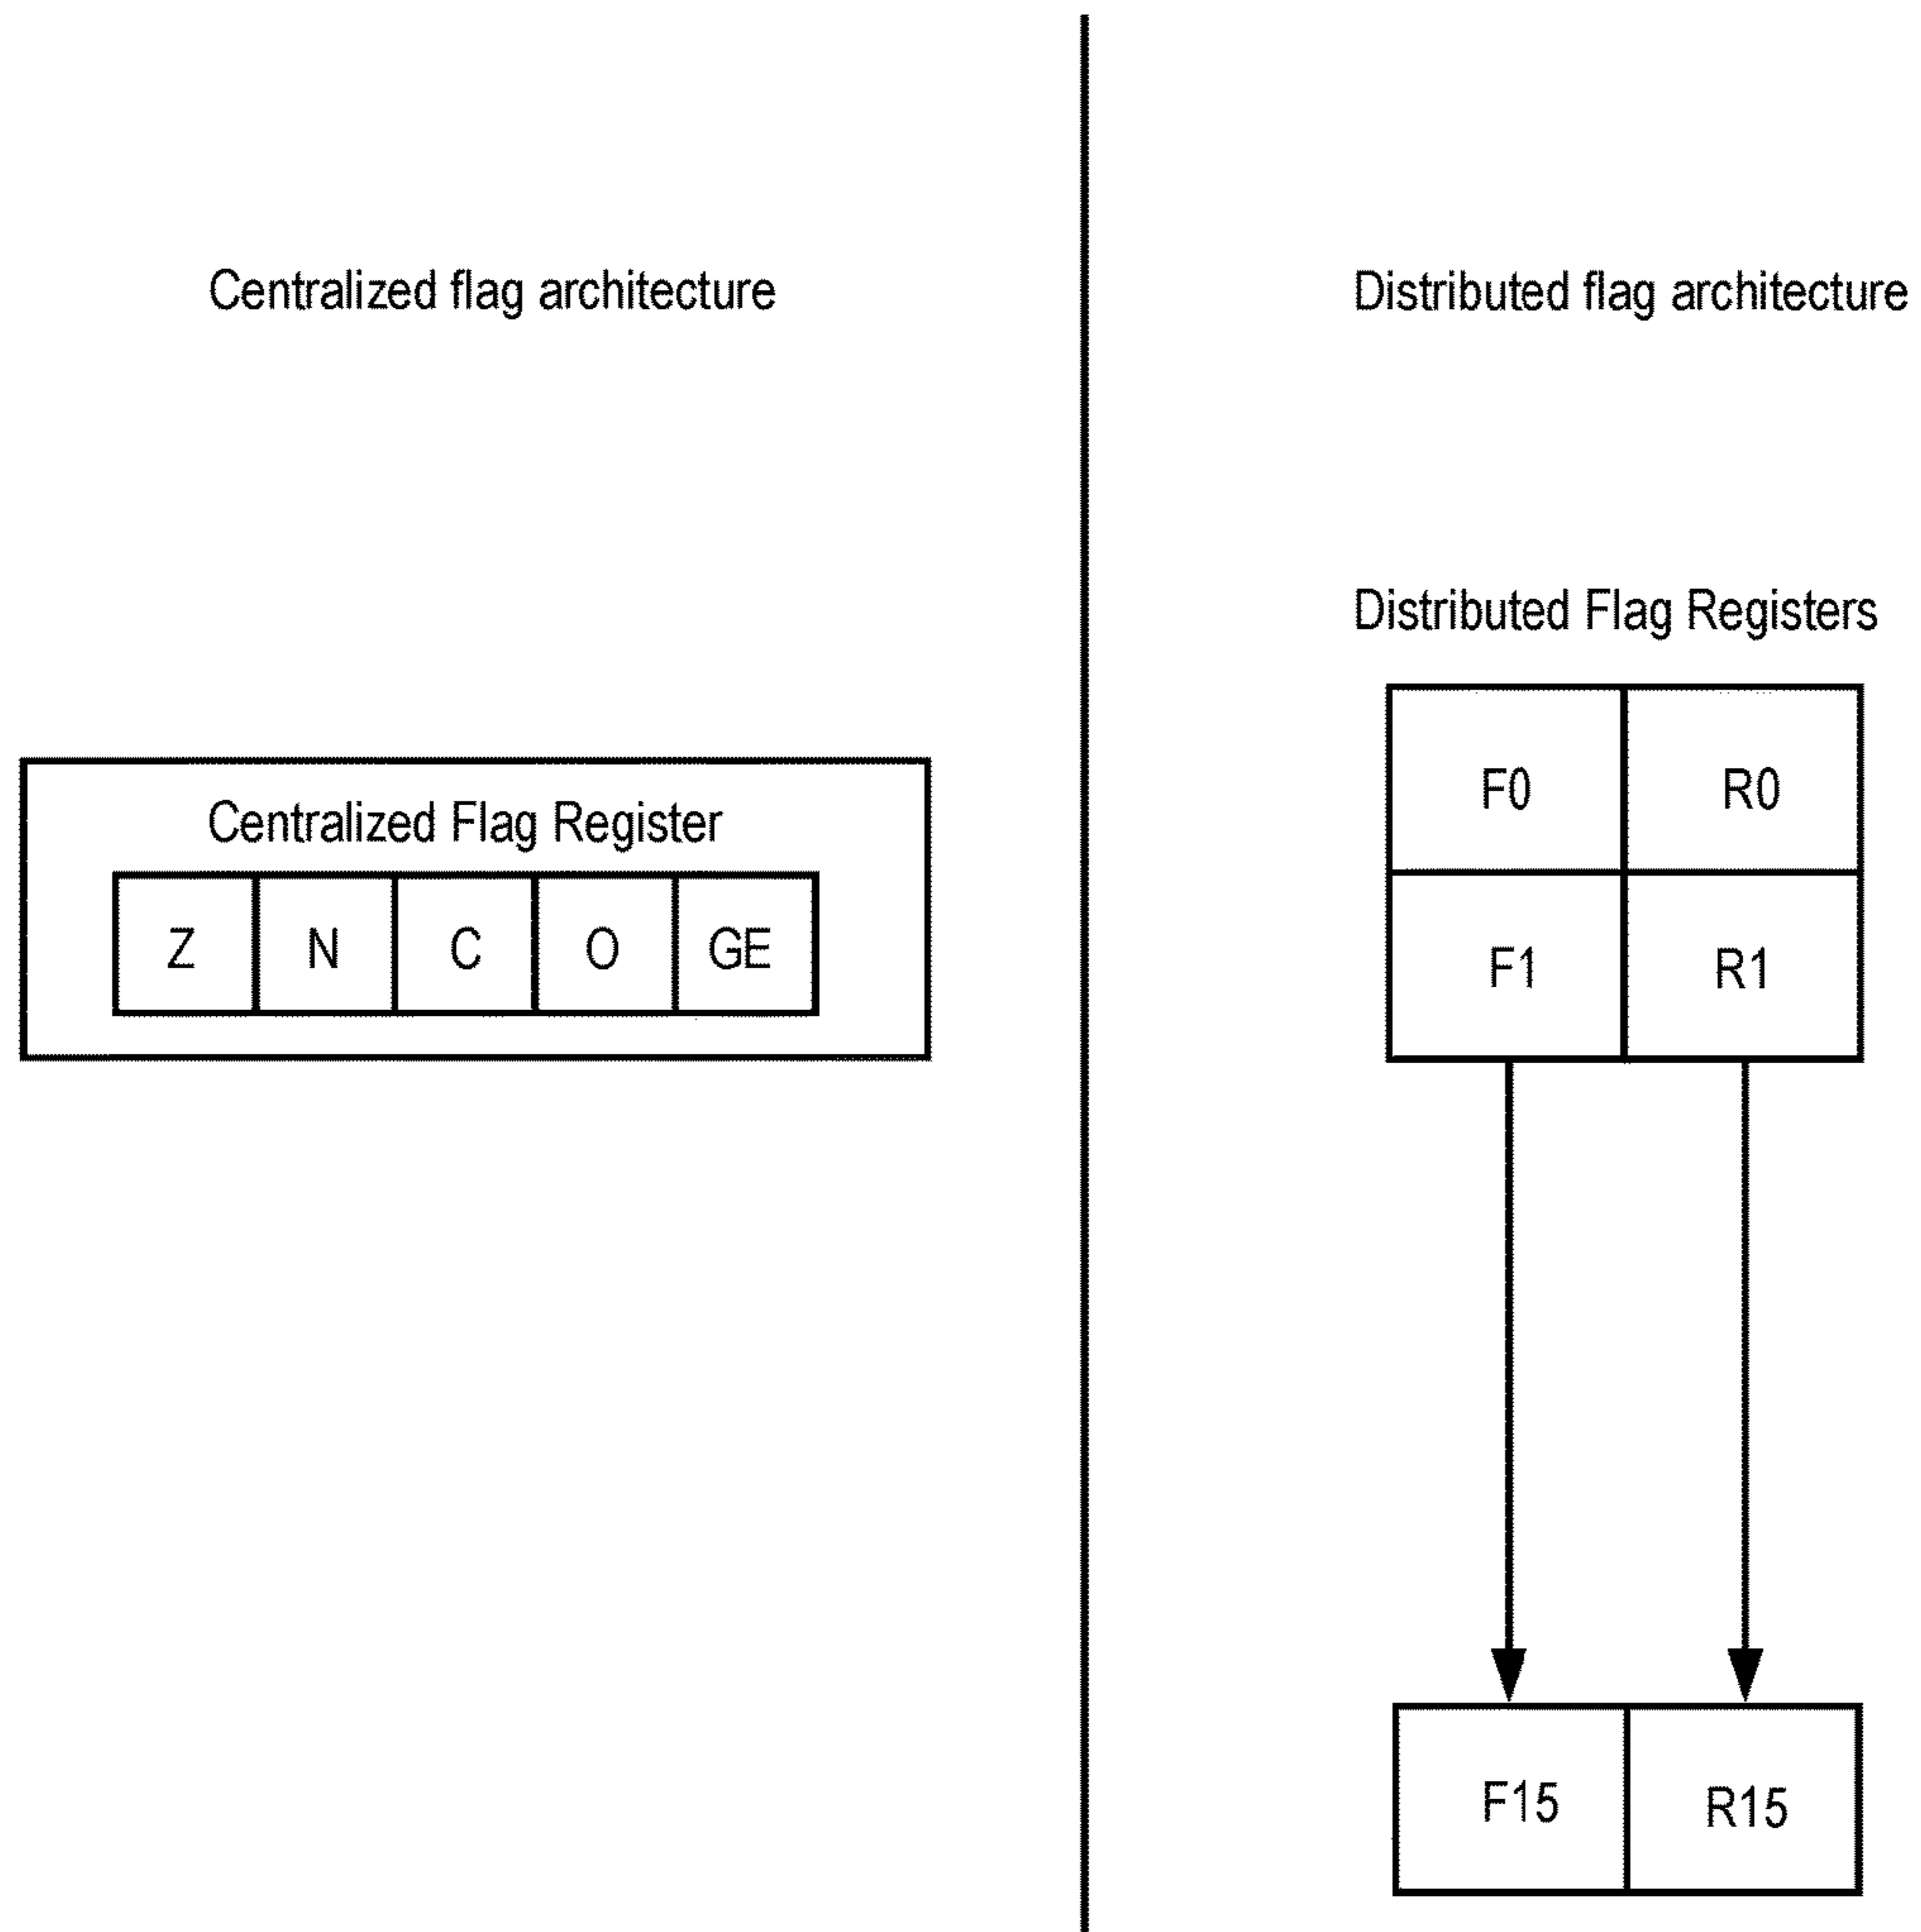 Centralized flag architecture
Centralized Flag Register
Z N C O GE
Distributed flag architecture
Distributed Flag Registers
F0 R0
F1 R1
F15 R15